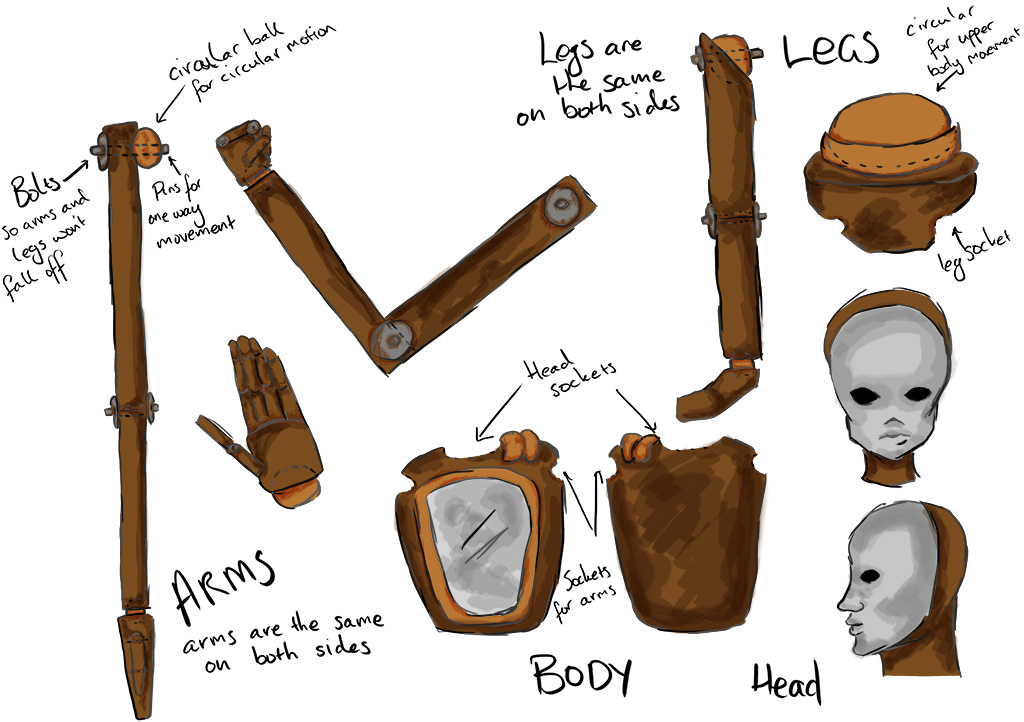 circular ball
for circular motion
Bolts
so arms and
legs won't
fall off
Pins for
one way
movement
Legs are
the same
on both sides
LEGS
circular
for upper
body movement
leg socket
Head
sockets
Sockets
for arms
ARMS
arms are the same
on both sides
BODY
Head